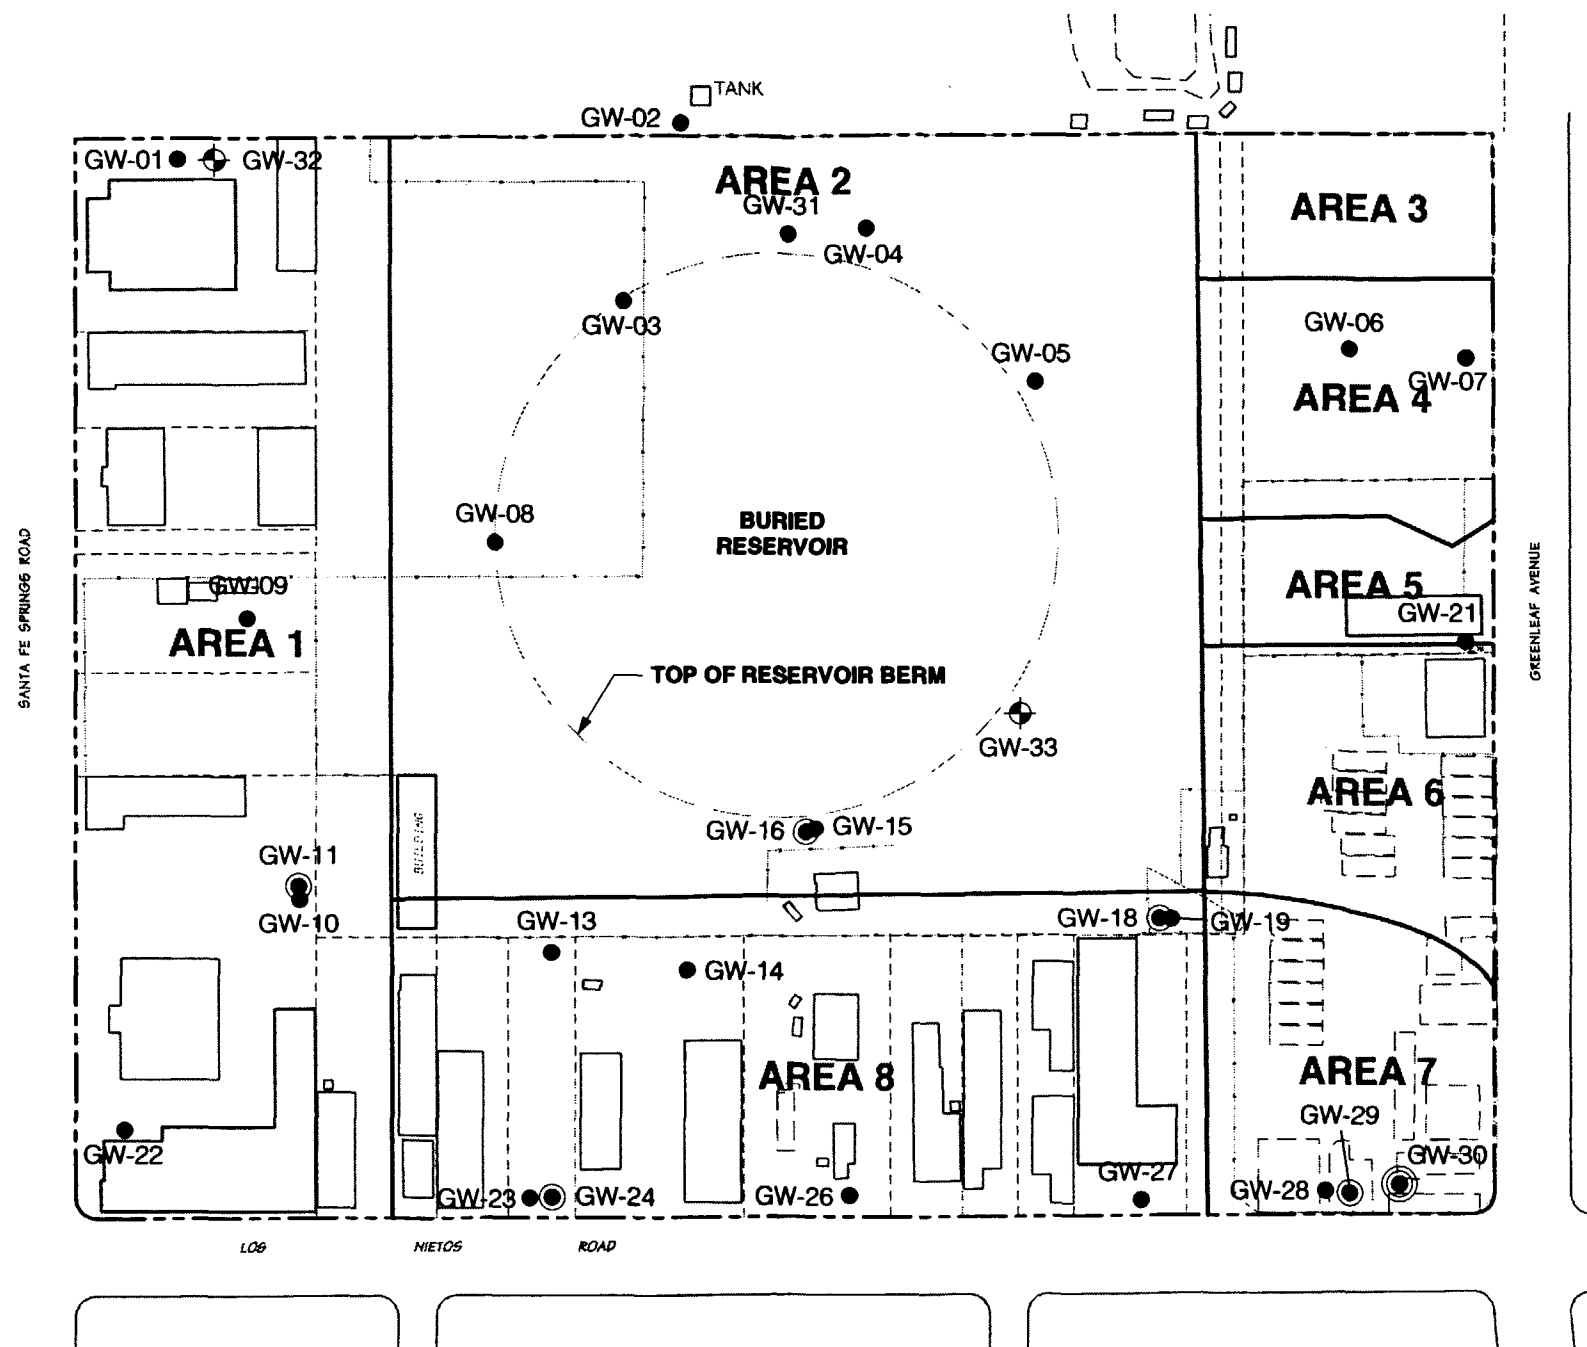 TANK
GW-02
GW-01
GW-32
AREA 2
GW-31
GW-04
AREA 3
GW-03
GW-06
GW-05
GW-07
AREA 4
GW-08
BURIED
RESERVOIR
SANTA FE SPRINGS ROAD
GREENLEAF AVENUE
GW-09
AREA 5
GW-21
AREA 1
TOP OF RESERVOIR BERM
GW-33
AREA 6
BUILDING
GW-16
GW-15
GW-11
GW-10
GW-13
GW-18
GW-19
GW-14
AREA 8
AREA 7
GW-29
GW-22
GW-30
GW-27
GW-23
GW-24
GW-26
GW-28
LOS
NIETOS
ROAD